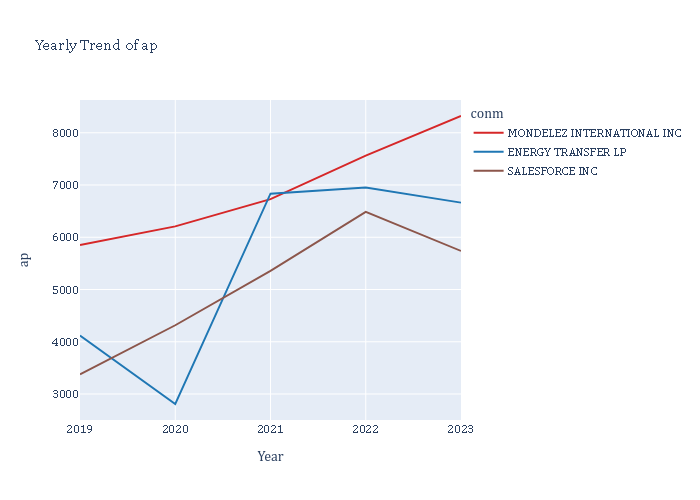 Yearly Trend of ap
conm
MONDELEZ INTERNATIONAL INC
ENERGY TRANSFER LP
SALESFORCE INC
ap
8000
7000
6000
5000
4000
3000
2019 2020 2021 2022 2023
Year